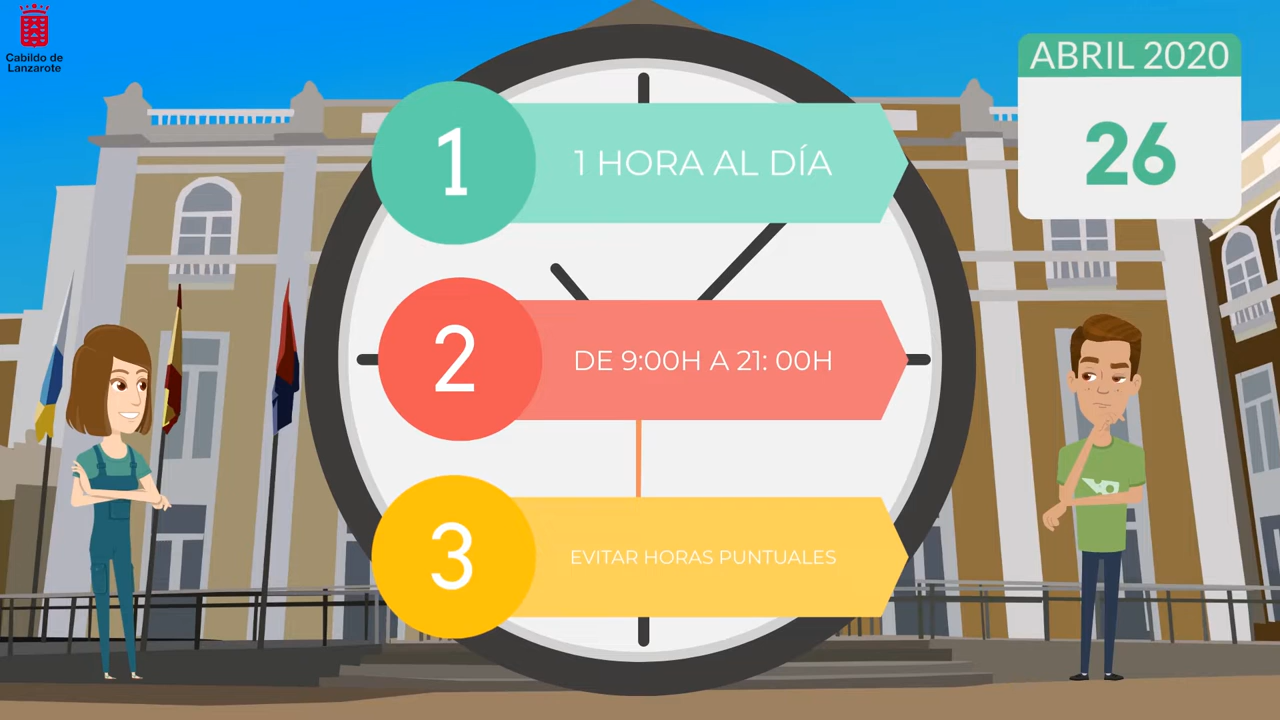 Cabildo de
Lanzarote
ABRIL 2020
26
1
1 HORA AL DÍA
2
DE 9:00H A 21: 00H
3
EVITAR HORAS PUNTUALES